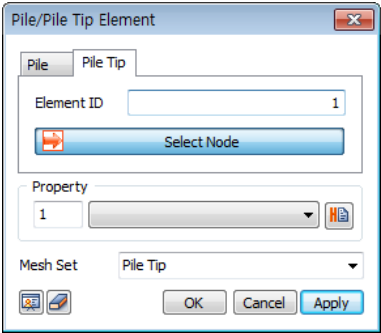 Pile/Pile Tip Element
Pile
Pile Tip
Element ID
1
Select Node
Property
1
Mesh Set
Pile Tip
OK
Cancel
Apply